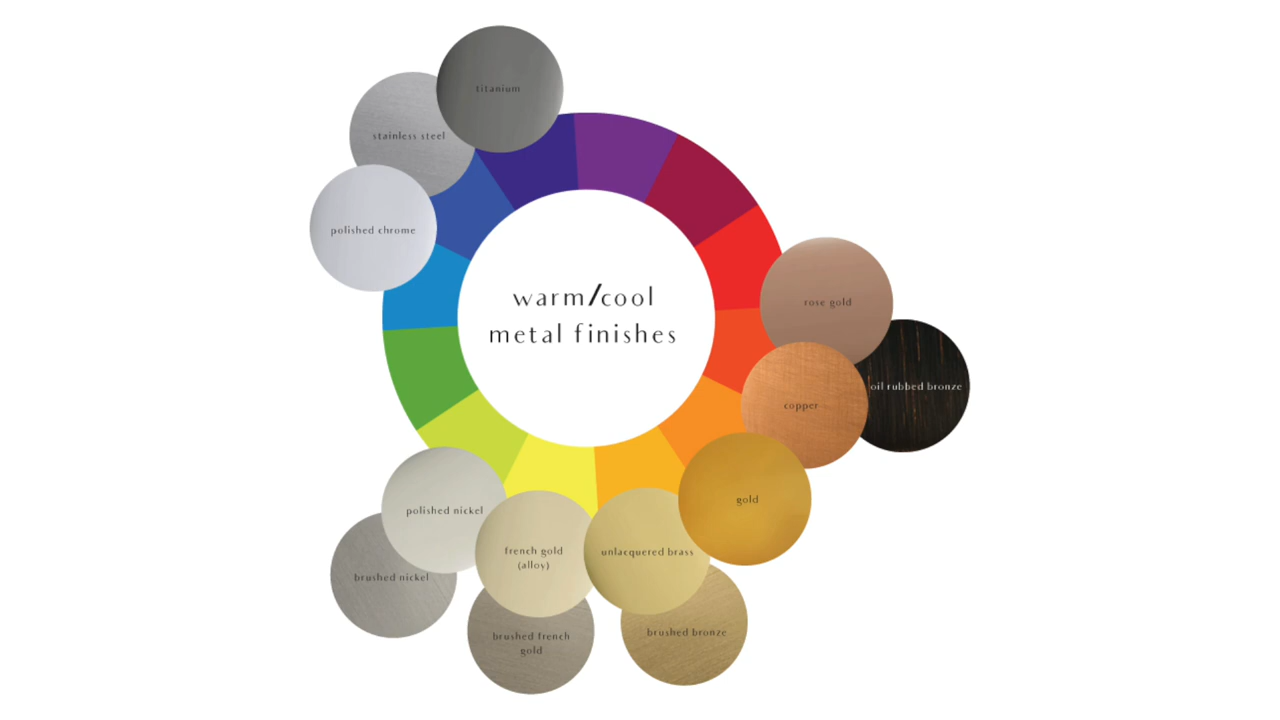 titanium
stainless steel
polished chrome
warm/cool
metal finishes
rose gold
oil rubbed bronze
copper
gold
polished nickel
french gold
(alloy)
unlacquered brass
brushed nickel
brushed french
gold
brushed bronze